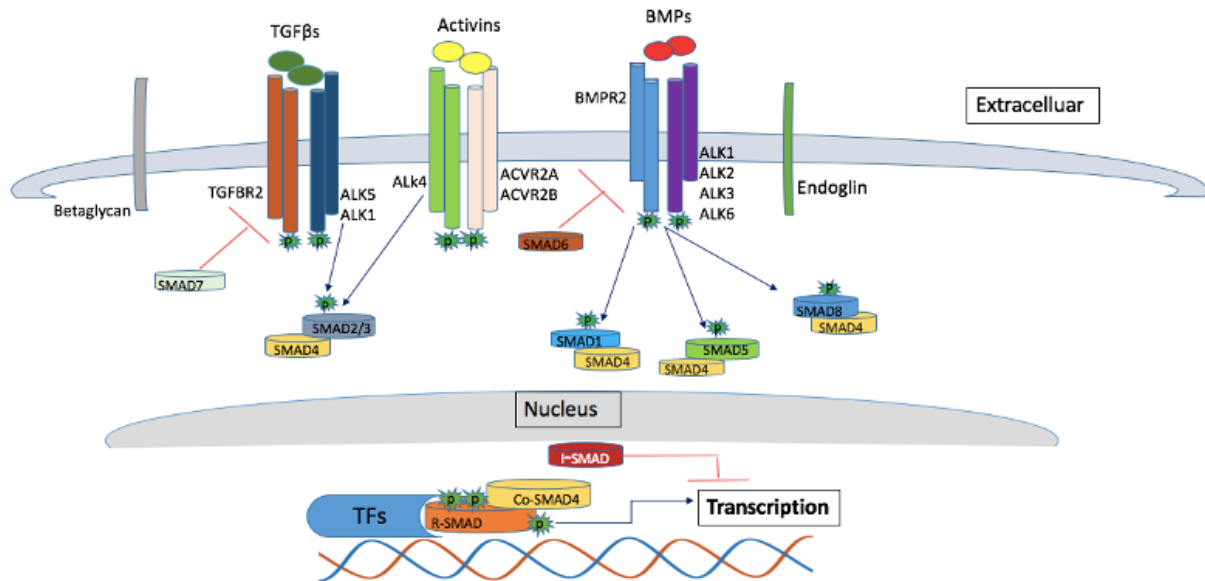 TGFβs
Activins
BMPs
BMPR2
Extracelluar
Betaglycan
TGFBR2
ALK5
ALK1
ALk4
ACVR2A
ACVR2B
ALK1
ALK2
ALK3
ALK6
Endoglin
P
P
P
P
P
P
SMAD7
SMAD6
P
SMAD2/3
SMAD4
P
SMAD1
SMAD4
P
SMAD5
SMAD4
P
SMAD8
SMAD4
Nucleus
I-SMAD
TFs
P
P
Co-SMAD4
R-SMAD
P
Transcription